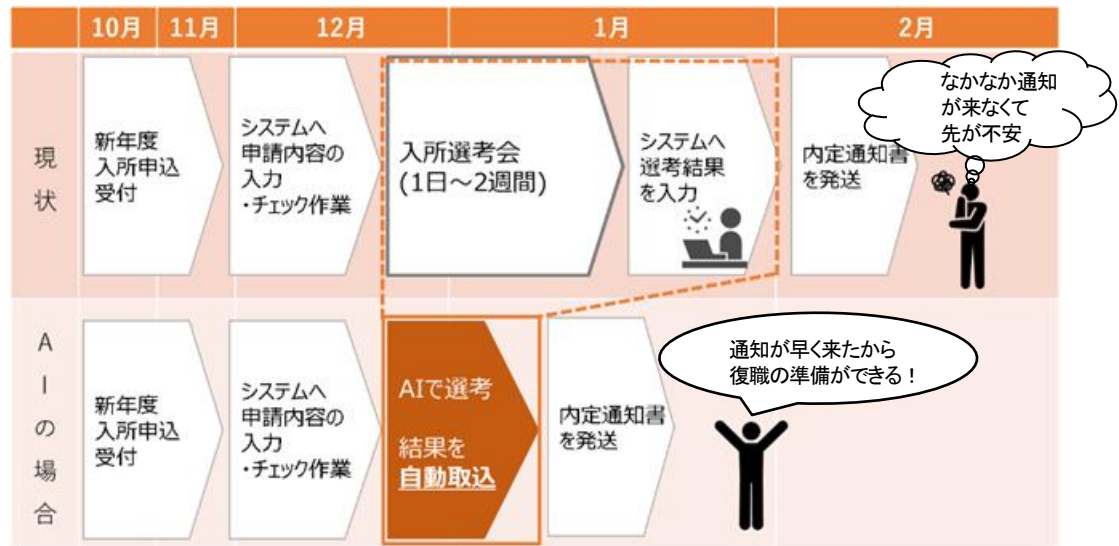 10月 11月 12月 1月 2月
現状
新年度
入所申込
受付
システムへ
申請内容の
入力
・チェック作業
入所選考会
(1日～2週間)
システムへ
選考結果
を入力
内定通知書
を発送
なかなか通知
が来なくて
先が不安
AIの場合
新年度
入所申込
受付
システムへ
申請内容の
入力
・チェック作業
AIで選考
結果を
自動取込
内定通知書
を発送
通知が早く来たから
復職の準備ができる！